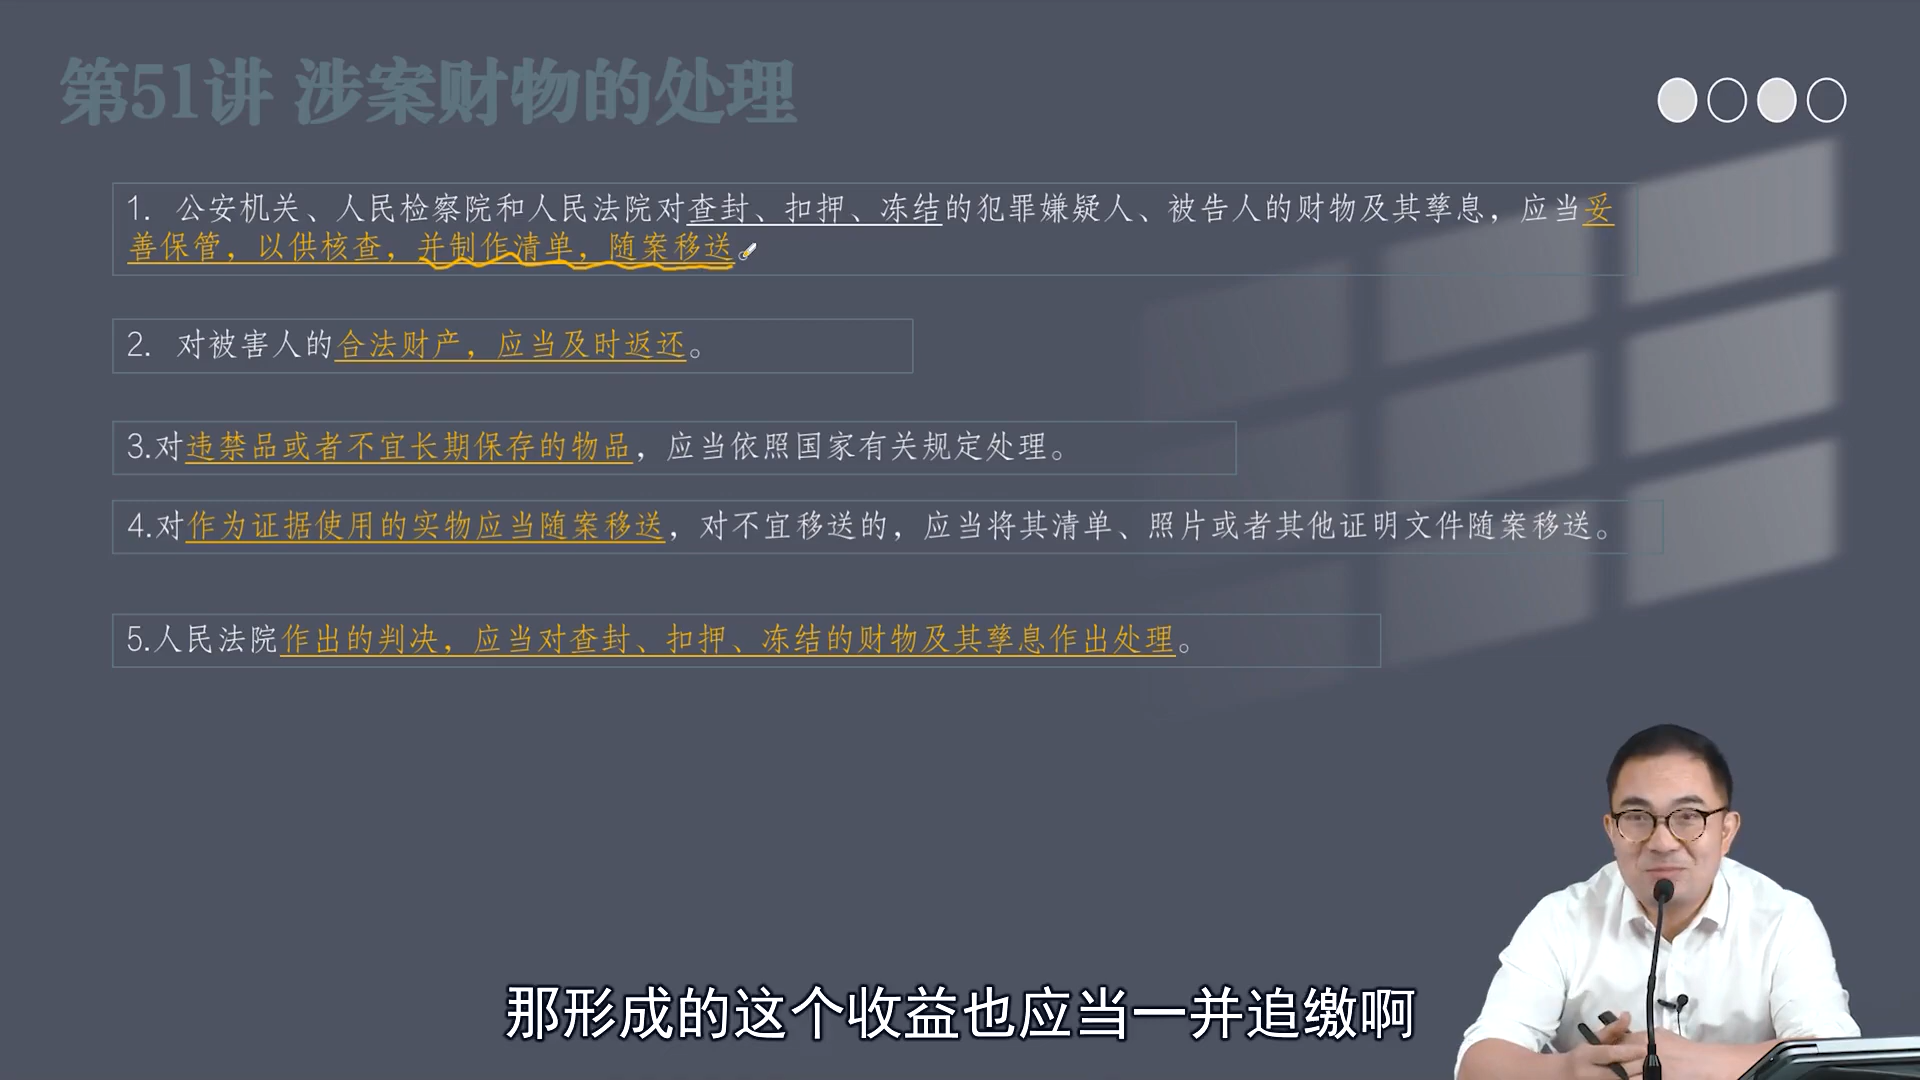 第51讲 涉案财物的处理
1. 公安机关、人民检察院和人民法院对查封、扣押、冻结的犯罪嫌疑人、被告人的财物及其孳息，应当妥
善保管，以供核查，并制作清单，随案移送
2. 对被害人的合法财产，应当及时返还。
3.对违禁品或者不宜长期保存的物品，应当依照国家有关规定处理。
4.对作为证据使用的实物应当随案移送，对不宜移送的，应当将其清单、照片或者其他证明文件随案移送。
5.人民法院作出的判决，应当对查封、扣押、冻结的财物及其孳息作出处理。
那形成的这个收益也应当一并追缴啊